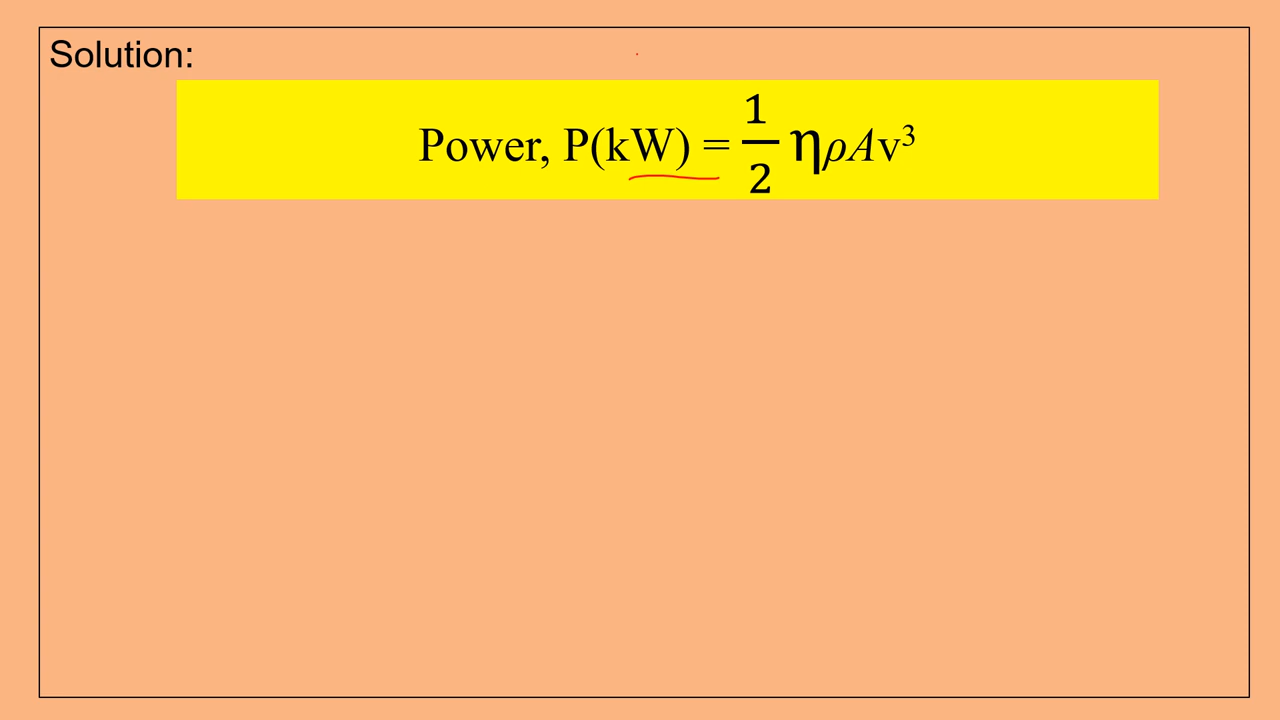 Solution:
Power, P(kW) = 1/2 ηρAv³